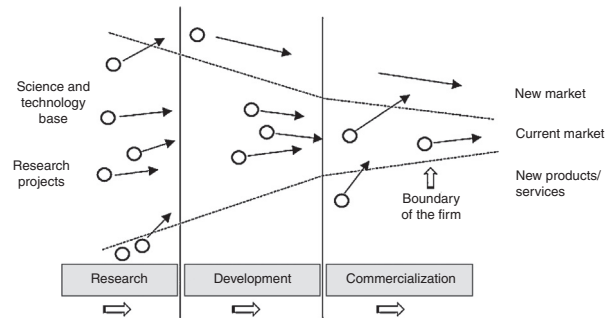 Science and
technology
base
Research
projects
New market
Current market
New products/
services
Boundary
of the firm
Research
Development
Commercialization